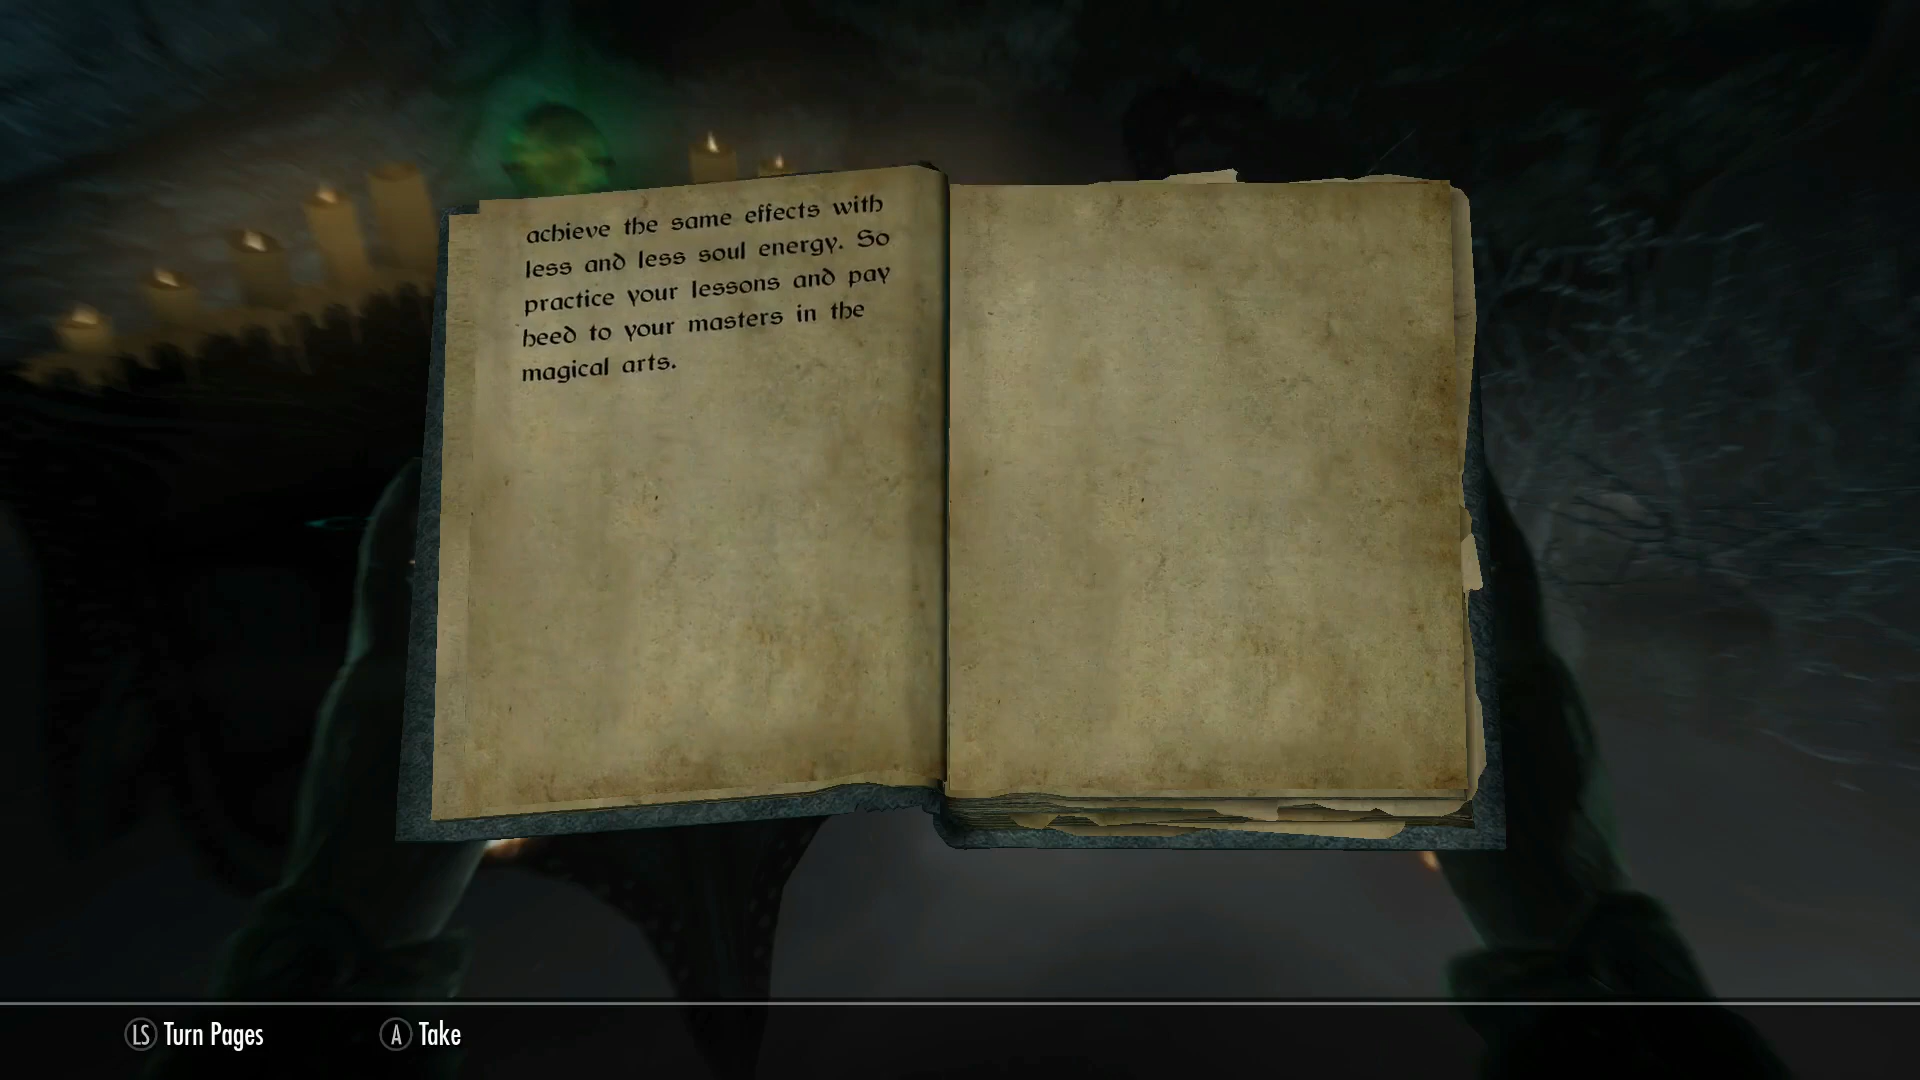 achieve the same effects with
less and less soul energy. So
practice your lessons and pay
heed to your masters in the
magical arts.
LS Turn Pages
A Take